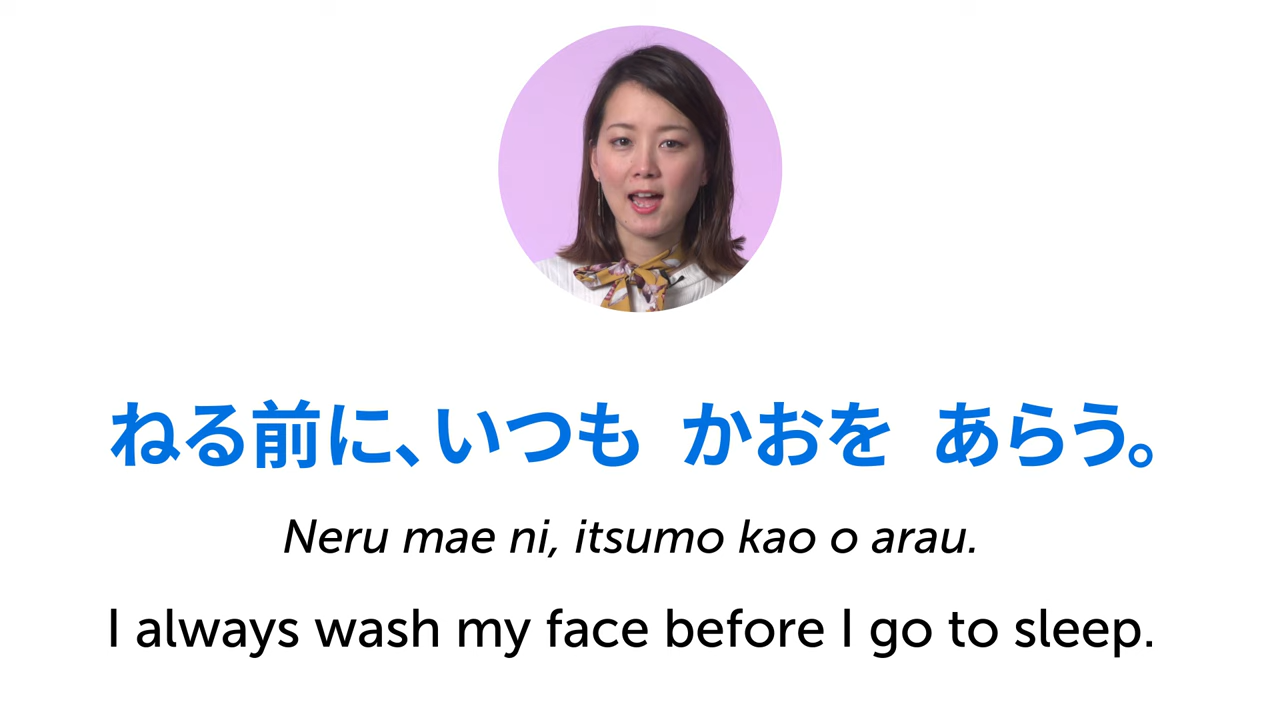 ねる前に、いつも かおを あらう。
Neru mae ni, itsumo kao o arau.
I always wash my face before I go to sleep.